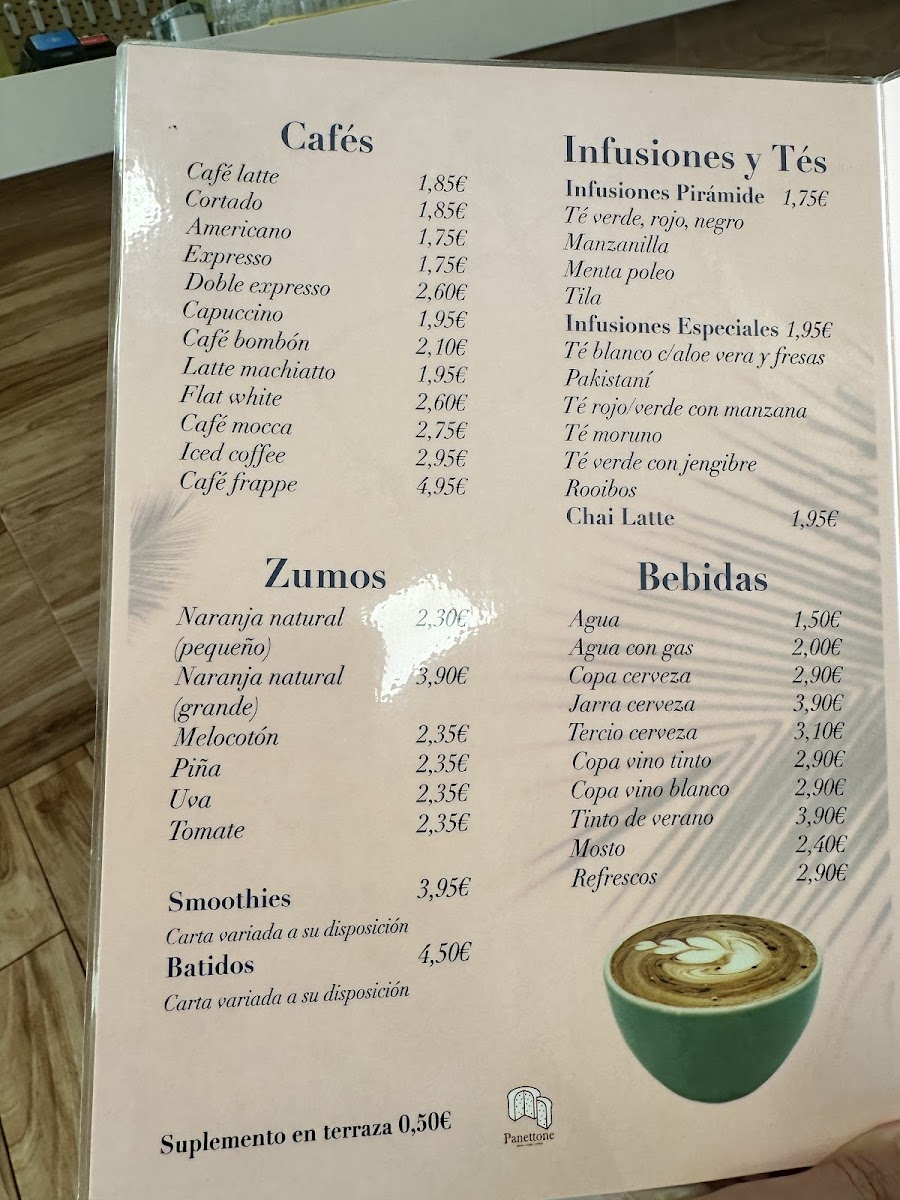 Cafés
Café latte 1,85€
Cortado 1,85€
Americano 1,75€
Expresso 1,75€
Doble expresso 2,60€
Capuccino 1,95€
Café bombón 2,10€
Latte machiatto 1,95€
Flat white 2,60€
Café mocca 2,75€
Iced coffee 2,95€
Café frappe 4,95€
Zumos
Naranja natural 2,30€
(pequeño)
Naranja natural 3,90€
(grande)
Melocotón 2,35€
Piña 2,35€
Uva 2,35€
Tomate 2,35€
Smoothies 3,95€
Carta variada a su disposición
Batidos 4,50€
Carta variada a su disposición
Suplemento en terraza 0,50€
Infusiones y Tés
Infusiones Pirámide 1,75€
Té verde, rojo, negro
Manzanilla
Menta poleo
Tila
Infusiones Especiales 1,95€
Té blanco c/aloe vera y fresas
Pakistaní
Té rojo/verde con manzana
Té moruno
Té verde con jengibre
Rooibos
Chai Latte 1,95€
Bebidas
Agua 1,50€
Agua con gas 2,00€
Copa cerveza 2,90€
Jarra cerveza 3,90€
Tercio cerveza 3,10€
Copa vino tinto 2,90€
Copa vino blanco 2,90€
Tinto de verano 3,90€
Mosto 2,40€
Refrescos 2,90€
Panettone